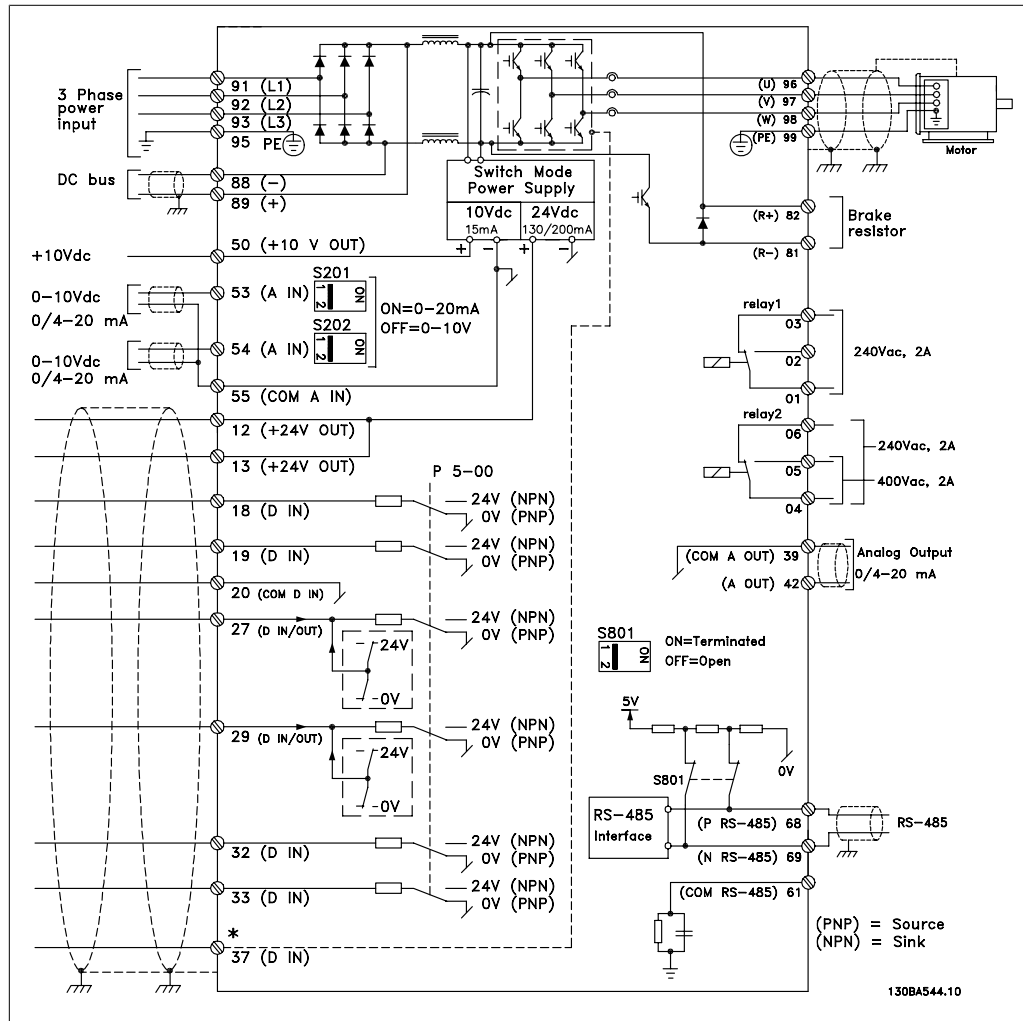 3 Phase
power
input
91 (L1)
92 (L2)
93 (L3)
95 PE
DC bus
88 (−)
89 (+)
Switch Mode
Power Supply
10Vdc
15mA
24Vdc
130/200mA
+ − + −
(U) 96
(V) 97
(W) 98
(PE) 99
Motor
(R+) 82
(R−) 81
Brake
resistor
+10Vdc
50 (+10 V OUT)
0−10Vdc
0/4−20 mA
53 (A IN)
S201
1 2
ON
ON=0−20mA
OFF=0−10V
S202
1 2
ON
0−10Vdc
0/4−20 mA
54 (A IN)
55 (COM A IN)
12 (+24V OUT)
13 (+24V OUT)
relay1
03
02
01
240Vac, 2A
relay2
06
05
04
240Vac, 2A
400Vac, 2A
P 5-00
18 (D IN)
24V (NPN)
0V (PNP)
19 (D IN)
24V (NPN)
0V (PNP)
20 (COM D IN)
27 (D IN/OUT)
24V (NPN)
0V (PNP)
24V
0V
29 (D IN/OUT)
24V (NPN)
0V (PNP)
24V
0V
32 (D IN)
24V (NPN)
0V (PNP)
33 (D IN)
24V (NPN)
0V (PNP)
*
37 (D IN)
(COM A OUT) 39
(A OUT) 42
Analog Output
0/4−20 mA
S801
1 2
ON
ON=Terminated
OFF=Open
5V
0V
S801
RS-485
Interface
(P RS-485) 68
(N RS-485) 69
RS-485
(COM RS-485) 61
(PNP) = Source
(NPN) = Sink
130BA544.10